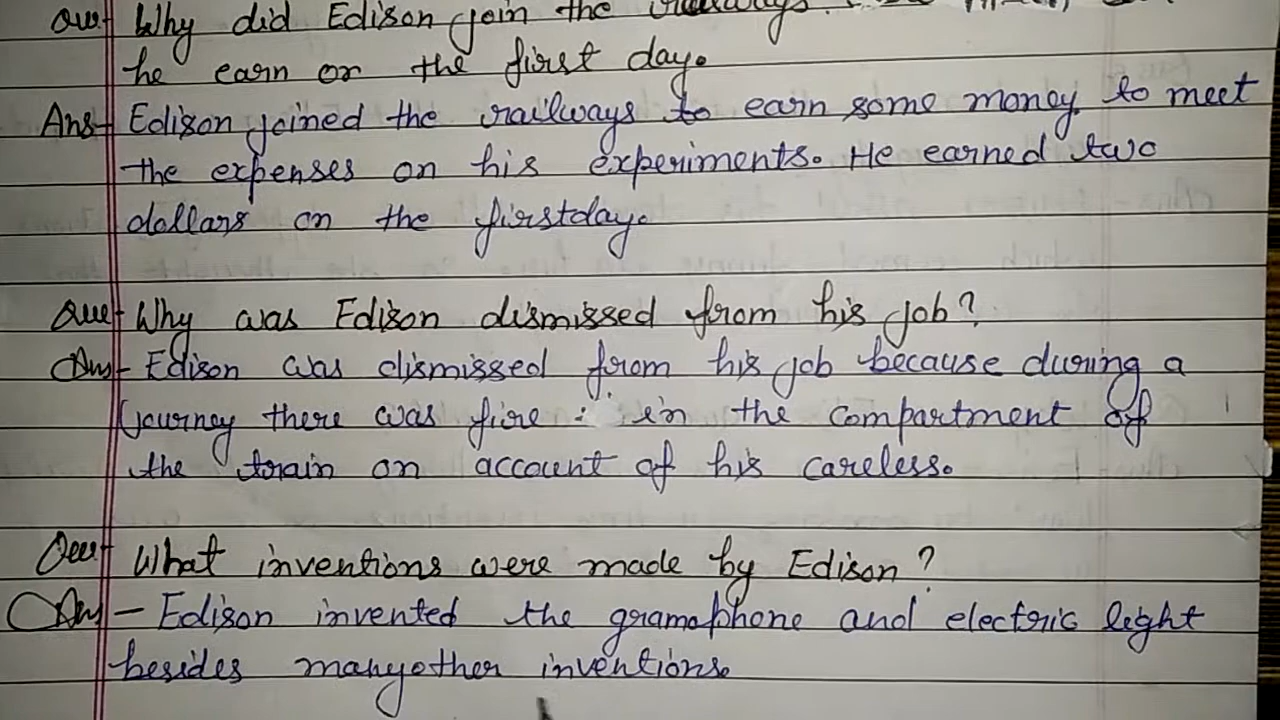 Que- Why did Edison join the railways.
he earn on the first day.
Ans- Edison joined the railways to earn some money to meet
the expenses on his experiments. He earned two
dollars on the firstday.
Que- Why was Edison dismissed from his job?
Ans- Edison was dismissed from his job because during a
journey there was fire in the compartment of
the train on account of his careless.
Que- What inventions were made by Edison?
Ans- Edison invented the gramophone and electric light
besides manyother inventions.